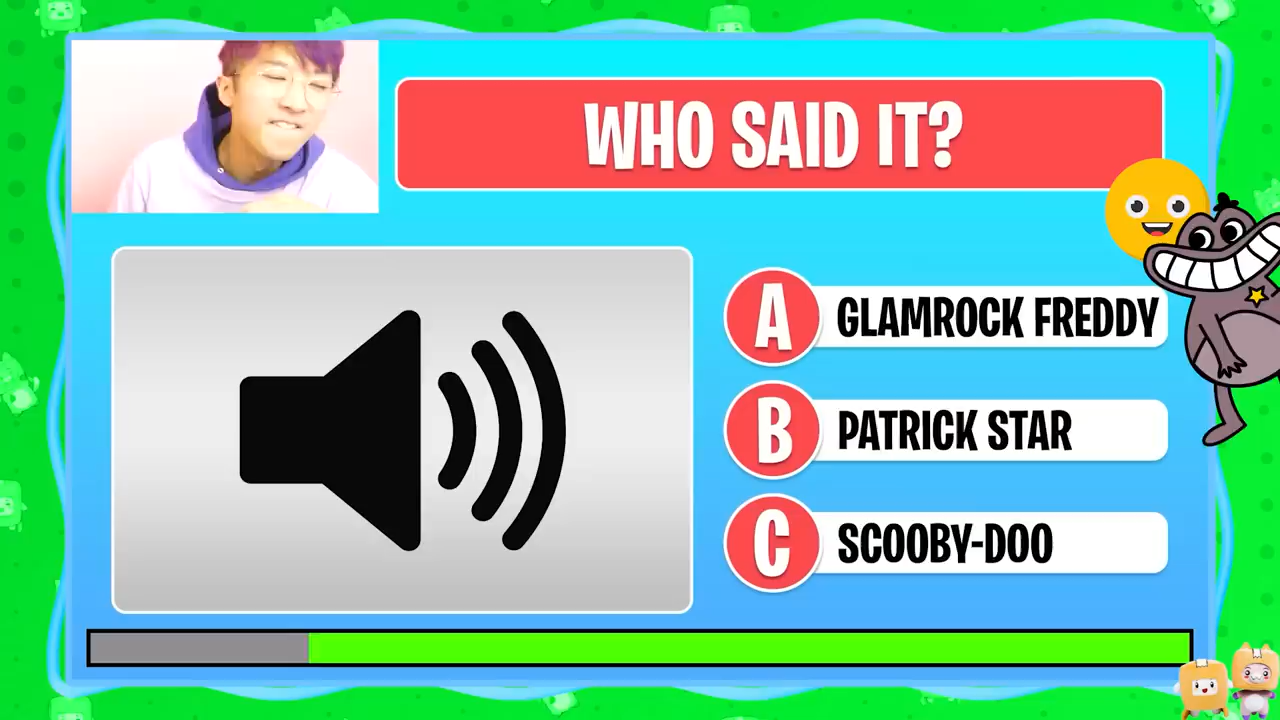 WHO SAID IT?
A GLAMROCK FREDDY
B PATRICK STAR
C SCOOBY-DOO